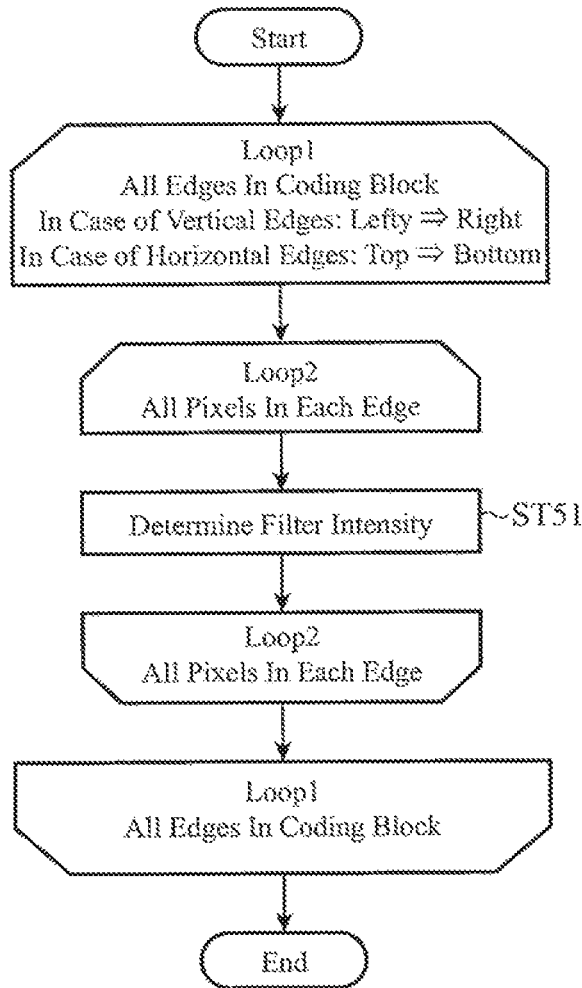 Start
Loop1
All Edges In Coding Block
In Case of Vertical Edges: Lefty ⇒ Right
In Case of Horizontal Edges: Top ⇒ Bottom
Loop2
All Pixels In Each Edge
Determine Filter Intensity
ST51
Loop2
All Pixels In Each Edge
Loop1
All Edges In Coding Block
End